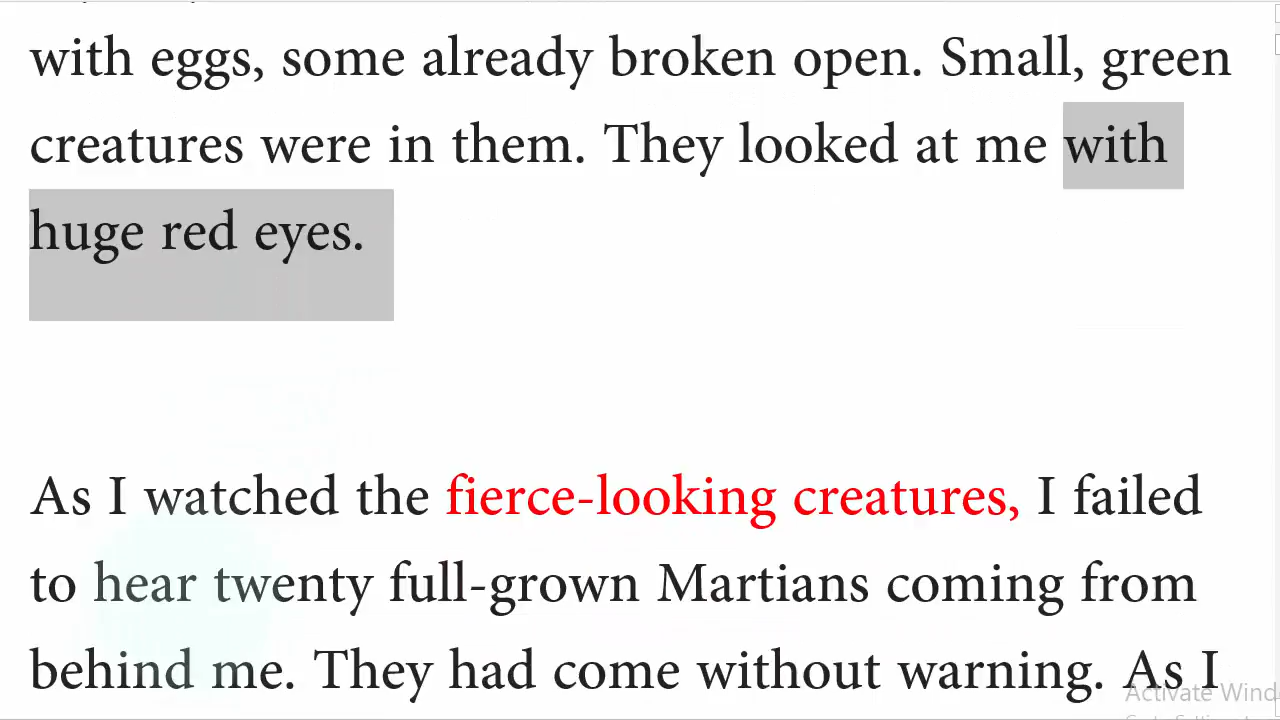 with eggs, some already broken open. Small, green
creatures were in them. They looked at me with
huge red eyes.
As I watched the fierce-looking creatures, I failed
to hear twenty full-grown Martians coming from
behind me. They had come without warning. As I
Activate Wind